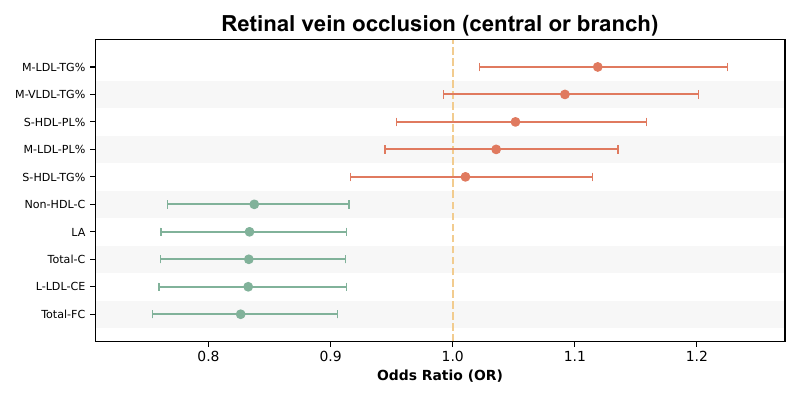 Retinal vein occlusion (central or branch)
M-LDL-TG%
M-VLDL-TG%
S-HDL-PL%
M-LDL-PL%
S-HDL-TG%
Non-HDL-C
LA
Total-C
L-LDL-CE
Total-FC
0.8 0.9 1.0 1.1 1.2
Odds Ratio (OR)